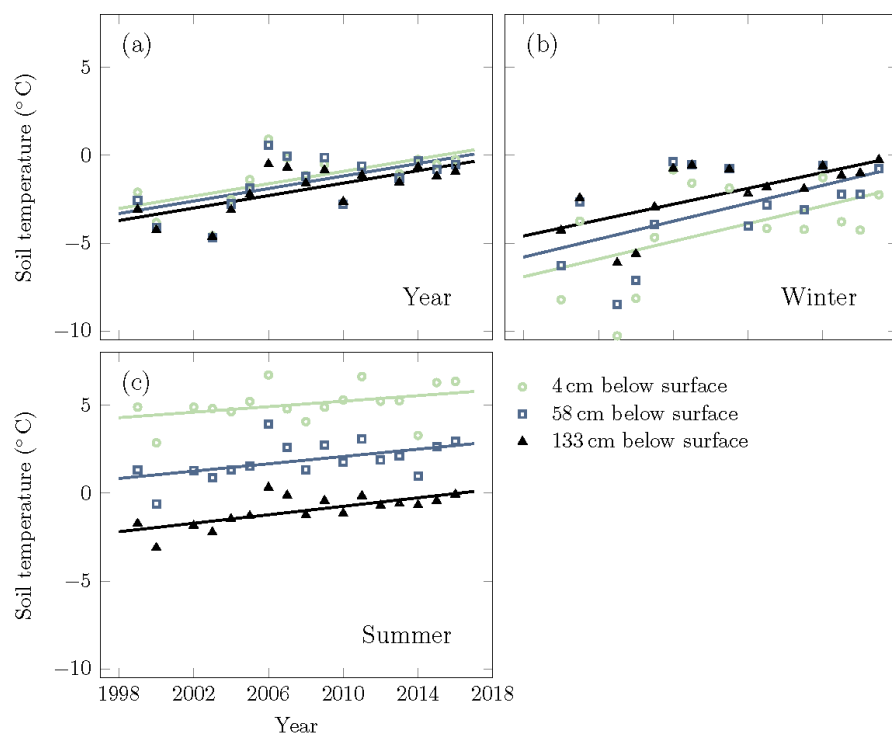 (a)
(b)
5
0
−5
−10
Soil temperature (° C)
Year
Winter
(c)
5
0
−5
−10
Soil temperature (° C)
Summer
1998 2002 2006 2010 2014 2018
Year
4 cm below surface
58 cm below surface
133 cm below surface